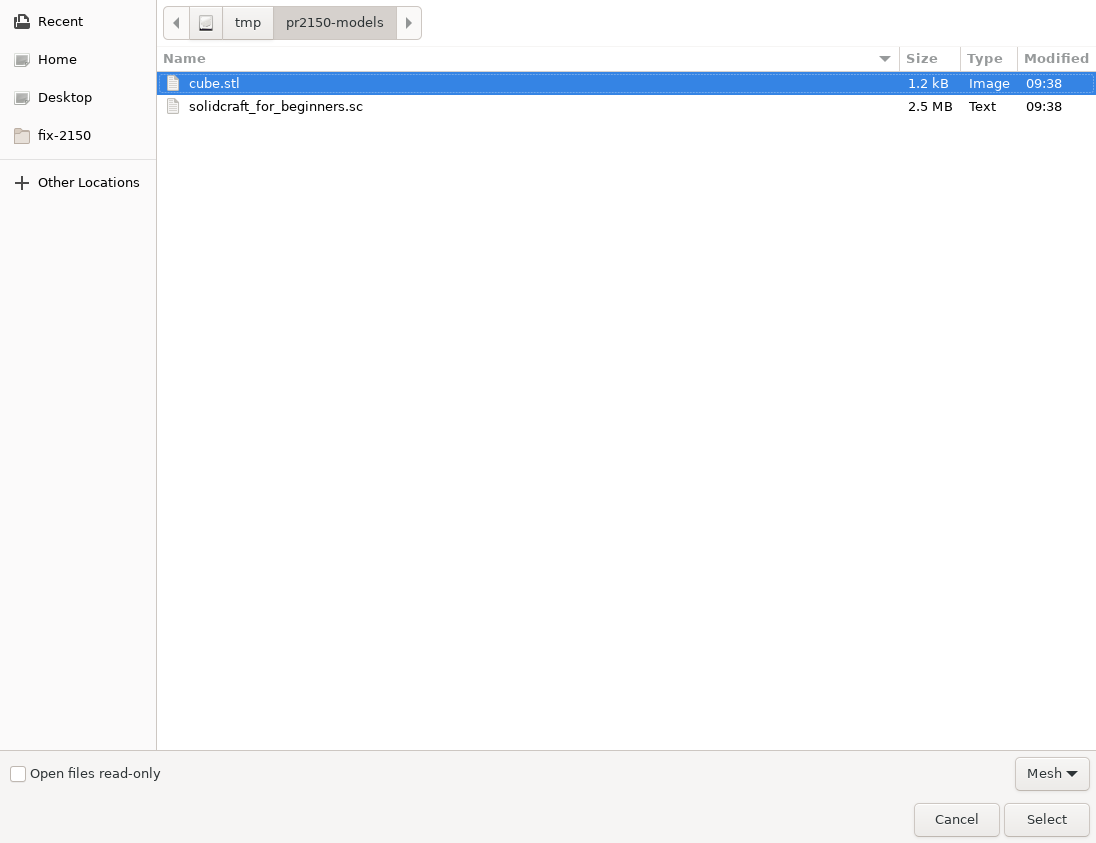 Recent
Home
Desktop
fix-2150
Other Locations
tmp pr2150-models
Name Size Type Modified
cube.stl 1.2 kB Image 09:38
solidcraft_for_beginners.sc 2.5 MB Text 09:38
Open files read-only Mesh
Cancel Select